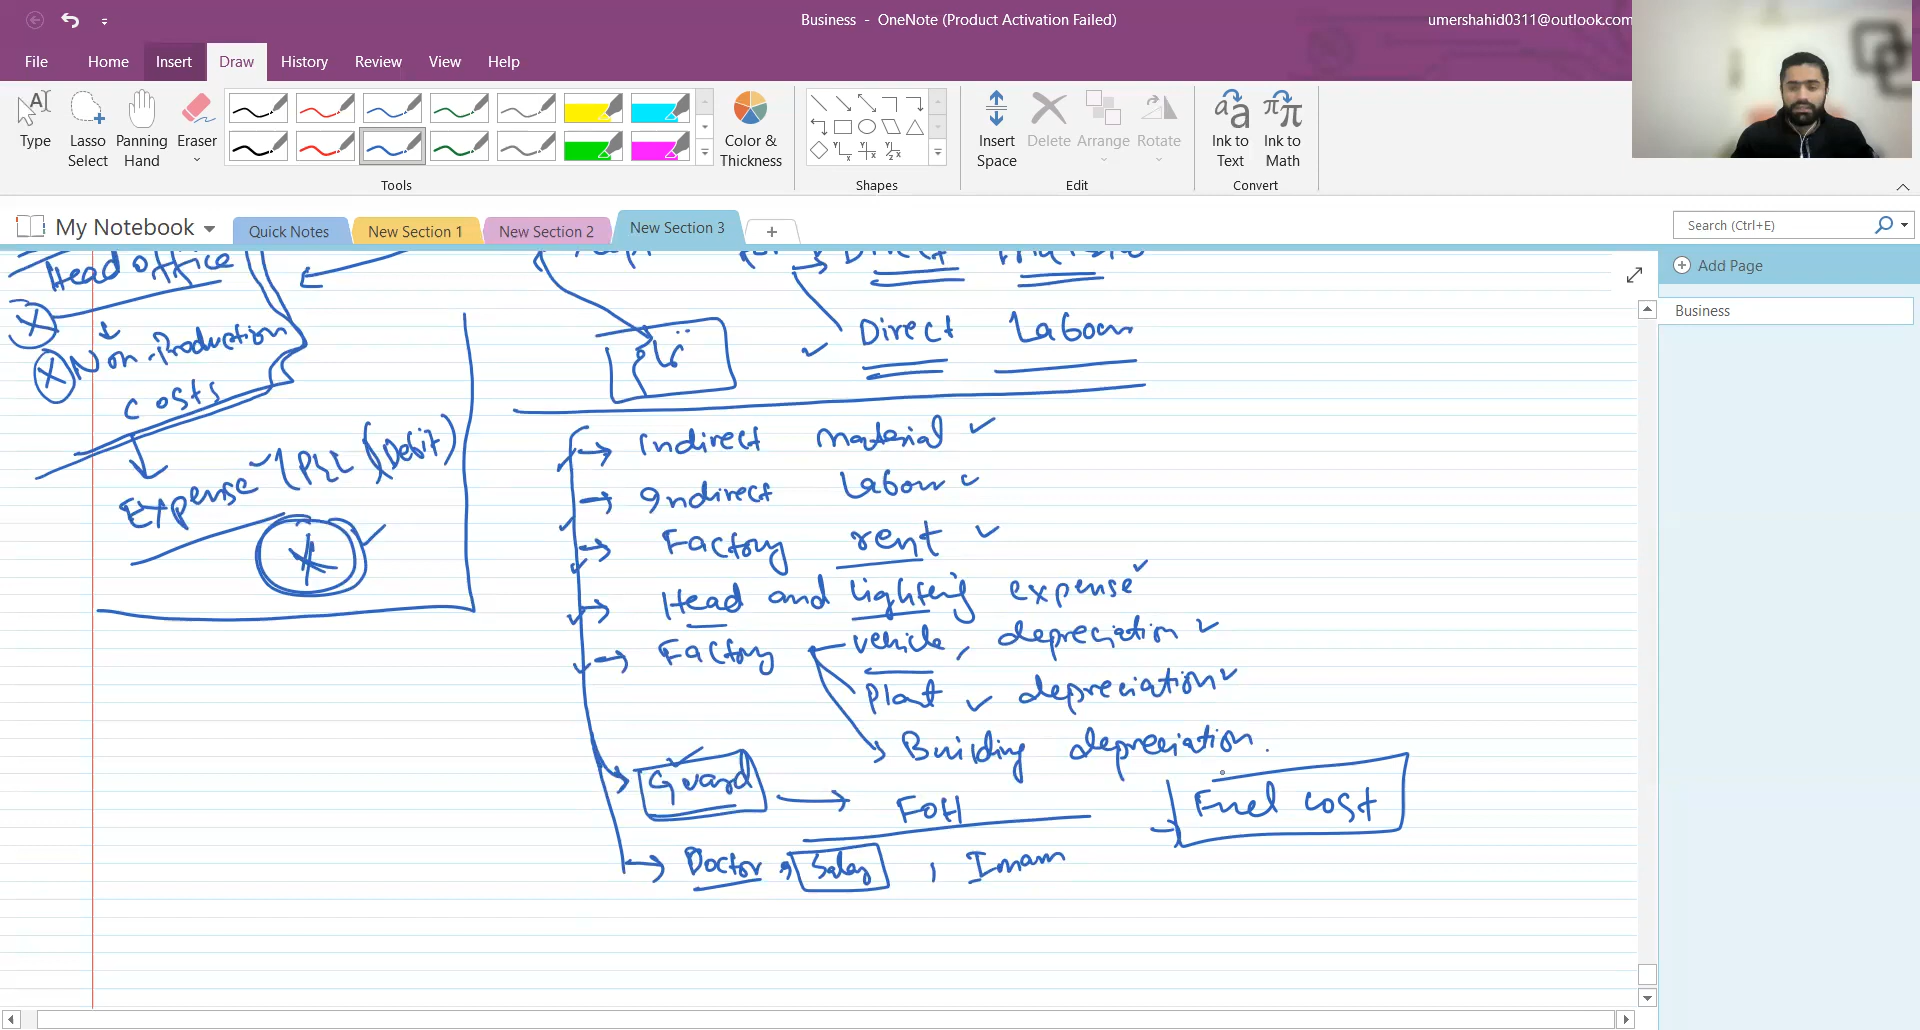 Business - OneNote (Product Activation Failed)
umershahid0311@outlook.com
File Home Insert Draw History Review View Help
Type
Lasso Select
Panning Hand
Eraser
Color & Thickness
Insert Space
Delete
Arrange
Rotate
Ink to Text
Ink to Math
Tools
Shapes
Edit
Convert
My Notebook
Quick Notes
New Section 1
New Section 2
New Section 3
Search (Ctrl+E)
Add Page
Business
Head office
Non-Production
costs
Expense (P&L (Debit)
Direct
Direct Labour
Indirect material
Indirect Labour
Factory rent
Head and lighting expense
Factory vehicle, depreciation
Plant depreciation
Building depreciation.
Guard → FOH
Fuel cost
Doctor, Salary, Imam